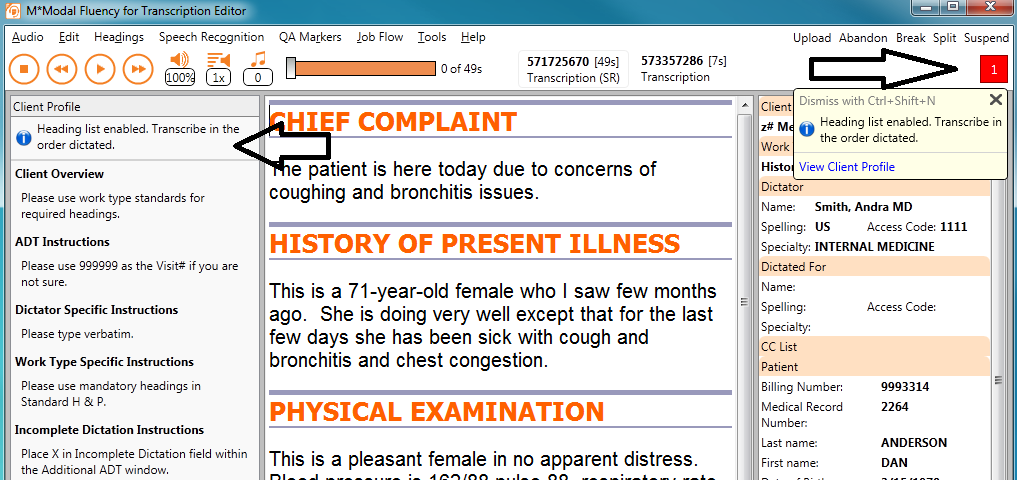 M*Modal Fluency for Transcription Editor
Audio Edit Headings Speech Recognition QA Markers Job Flow Tools Help
Upload Abandon Break Split Suspend
100% 1x 0
0 of 49s
571725670 [49s]
Transcription (SR)
573357286 [7s]
Transcription
1
Client Profile
Heading list enabled. Transcribe in the
order dictated.
Client Overview
Please use work type standards for
required headings.
ADT Instructions
Please use 999999 as the Visit# if you are
not sure.
Dictator Specific Instructions
Please type verbatim.
Work Type Specific Instructions
Please use mandatory headings in
Standard H & P.
Incomplete Dictation Instructions
Place X in Incomplete Dictation field within
the Additional ADT window.
CHIEF COMPLAINT
The patient is here today due to concerns of
coughing and bronchitis issues.
HISTORY OF PRESENT ILLNESS
This is a 71-year-old female who I saw few months
ago. She is doing very well except that for the last
few days she has been sick with cough and
bronchitis and chest congestion.
PHYSICAL EXAMINATION
This is a pleasant female in no apparent distress.
Blood pressure is 162/88 pulse 88, respiratory rate
Dismiss with Ctrl+Shift+N
Heading list enabled. Transcribe in
the order dictated.
View Client Profile
Client
z# Me
Work
Histor
Dictator
Name: Smith, Andra MD
Spelling: US Access Code: 1111
Specialty: INTERNAL MEDICINE
Dictated For
Name:
Spelling: Access Code:
Specialty:
CC List
Patient
Billing Number: 9993314
Medical Record 2264
Number:
Last name: ANDERSON
First name: DAN